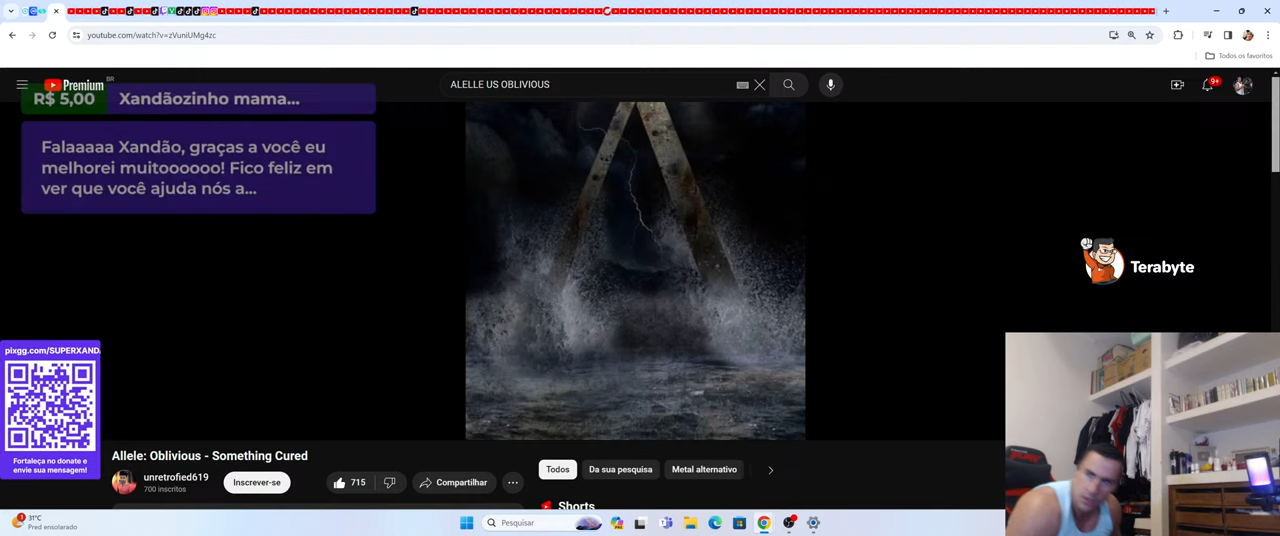 youtube.com/watch?v=zVuniUMg4zc
Todos os favoritos
Premium BR
ALELLE US OBLIVIOUS
9+
R$ 5,00 Xandãozinho mama...
Falaaaaa Xandão, graças a você eu
melhorei muitoooooo! Fico feliz em
ver que você ajuda nós a...
Terabyte
pixgg.com/SUPERXANDA
Fortaleça no donate e
envie sua mensagem!
Allele: Oblivious - Something Cured
unretrofied619
700 inscritos
Inscrever-se
715
Compartilhar
Todos
Da sua pesquisa
Metal alternativo
Shorts
1
31°C
Pred ensolarado
Pesquisar